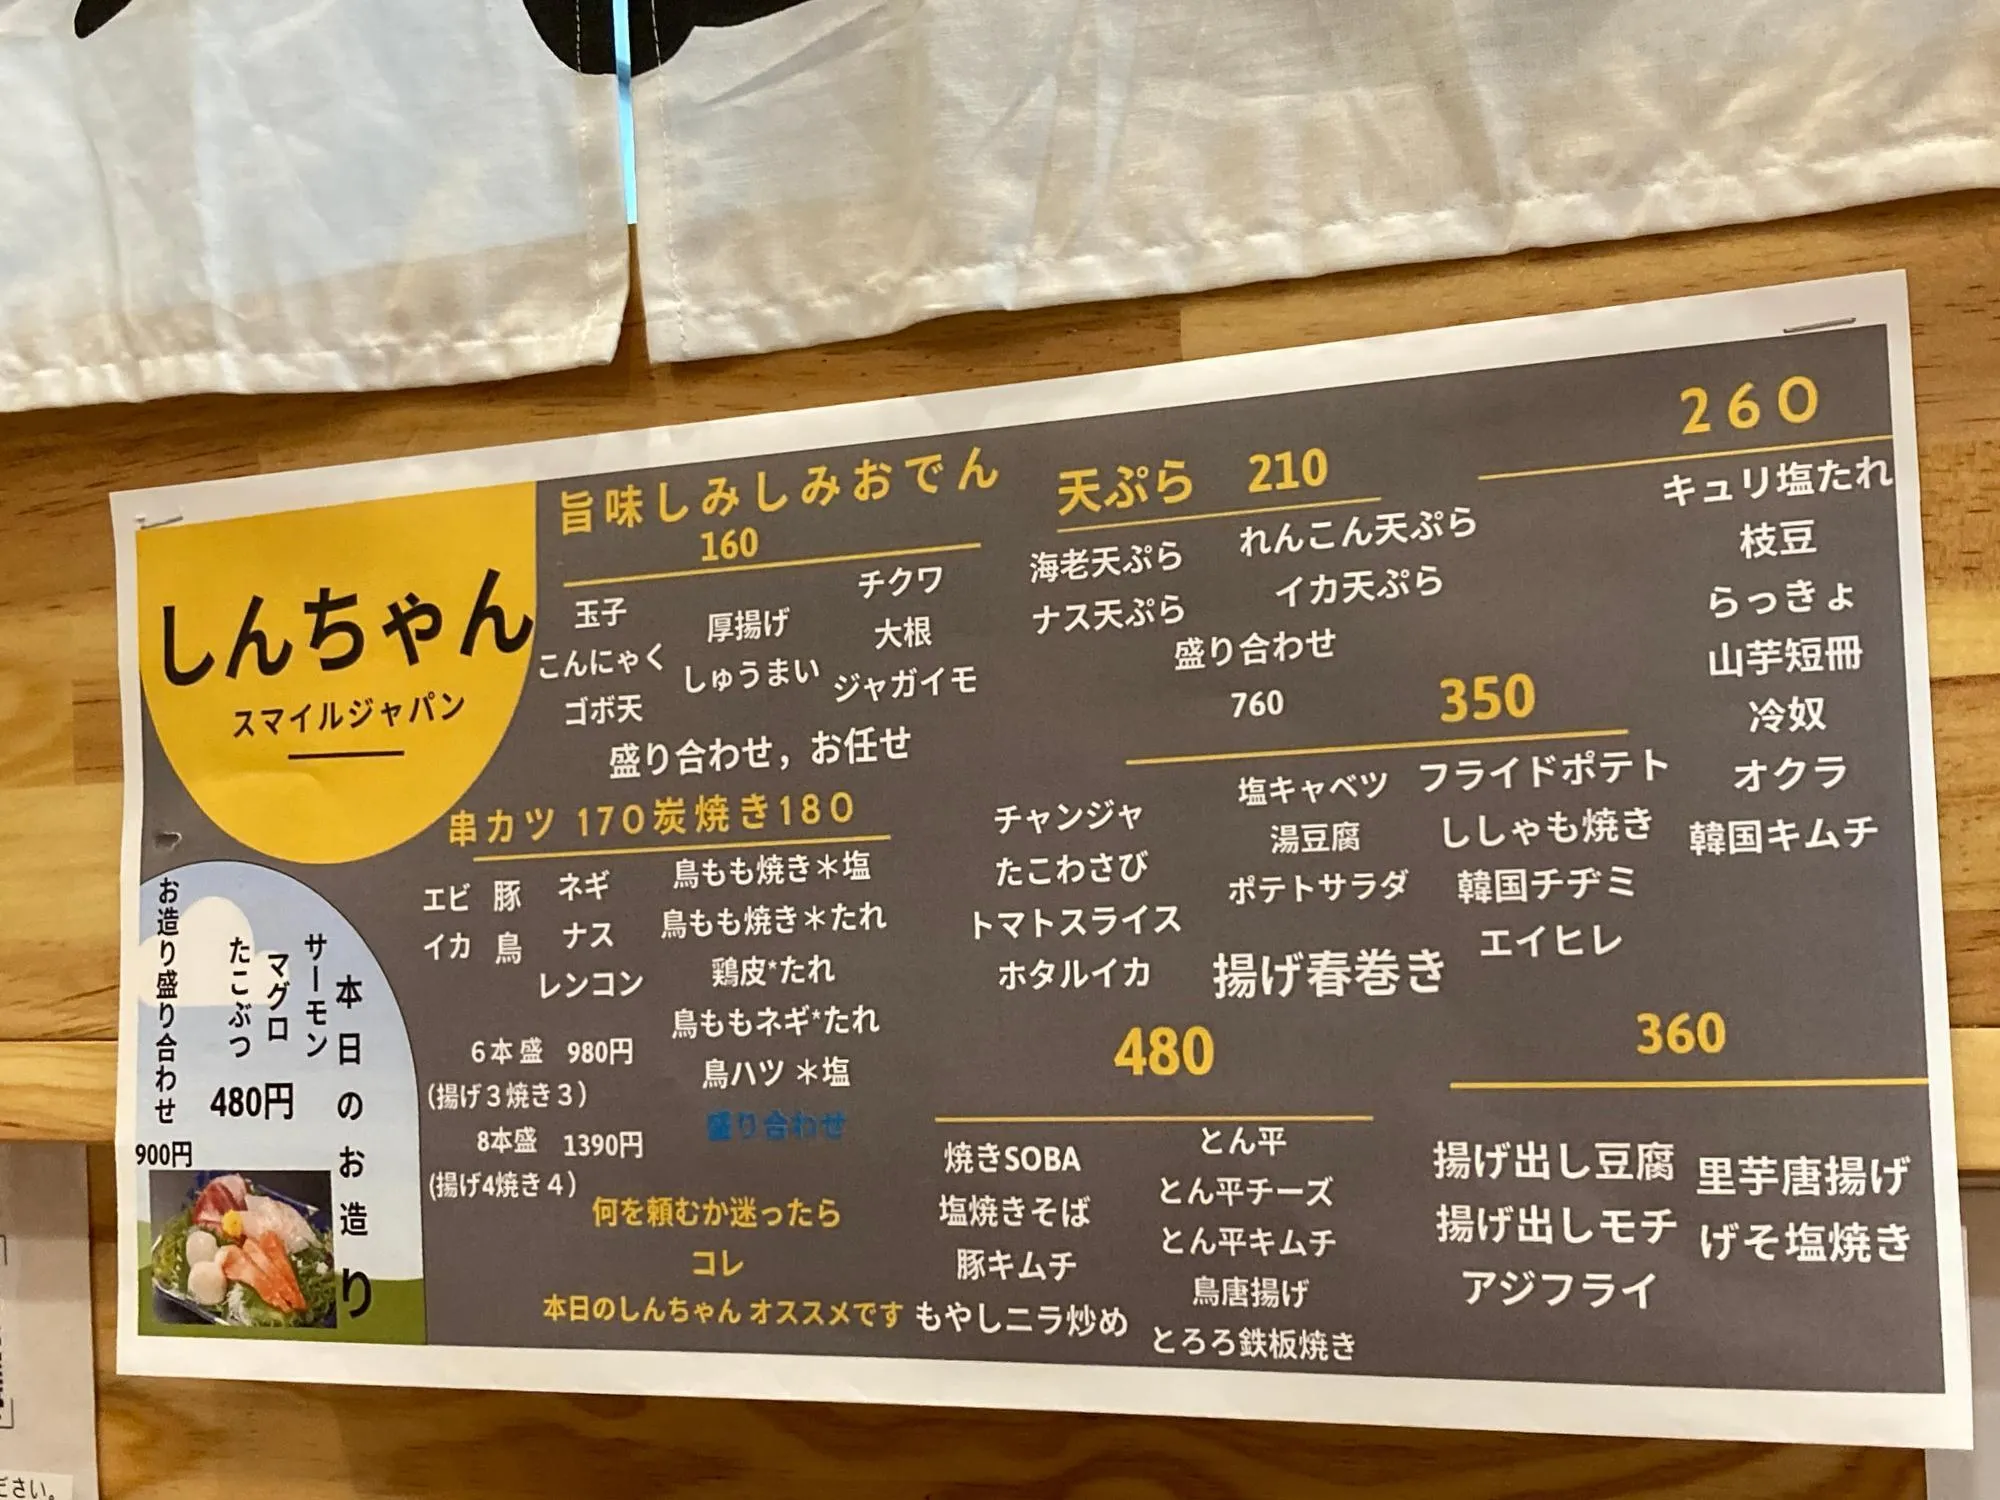 しんちゃん
スマイルジャパン
旨味しみしみおでん
160
玉子
こんにゃく
ゴボ天
厚揚げ
しゅうまい
チクワ
大根
ジャガイモ
盛り合わせ，お任せ
天ぷら 210
海老天ぷら
ナス天ぷら
れんこん天ぷら
イカ天ぷら
盛り合わせ
760
260
キュリ塩たれ
枝豆
らっきょ
山芋短冊
冷奴
オクラ
韓国キムチ
350
チャンジャ
たこわさび
トマトスライス
ホタルイカ
塩キャベツ
湯豆腐
ポテトサラダ
揚げ春巻き
フライドポテト
ししゃも焼き
韓国チヂミ
エイヒレ
串カツ 170炭焼き180
エビ 豚 ネギ
イカ 鳥 ナス
レンコン
6本盛 980円
(揚げ３焼き３)
8本盛 1390円
(揚げ4焼き４)
鳥もも焼き＊塩
鳥もも焼き＊たれ
鶏皮*たれ
鳥ももネギ*たれ
鳥ハツ ＊塩
盛り合わせ
何を頼むか迷ったら
コレ
本日のしんちゃん オススメです
480
焼きSOBA
塩焼きそば
豚キムチ
もやしニラ炒め
とん平
とん平チーズ
とん平キムチ
鳥唐揚げ
とろろ鉄板焼き
360
揚げ出し豆腐
揚げ出しモチ
アジフライ
里芋唐揚げ
げそ塩焼き
本日のお造り
サーモン
マグロ
たこぶつ
480円
お造り盛り合わせ
900円
ださい。